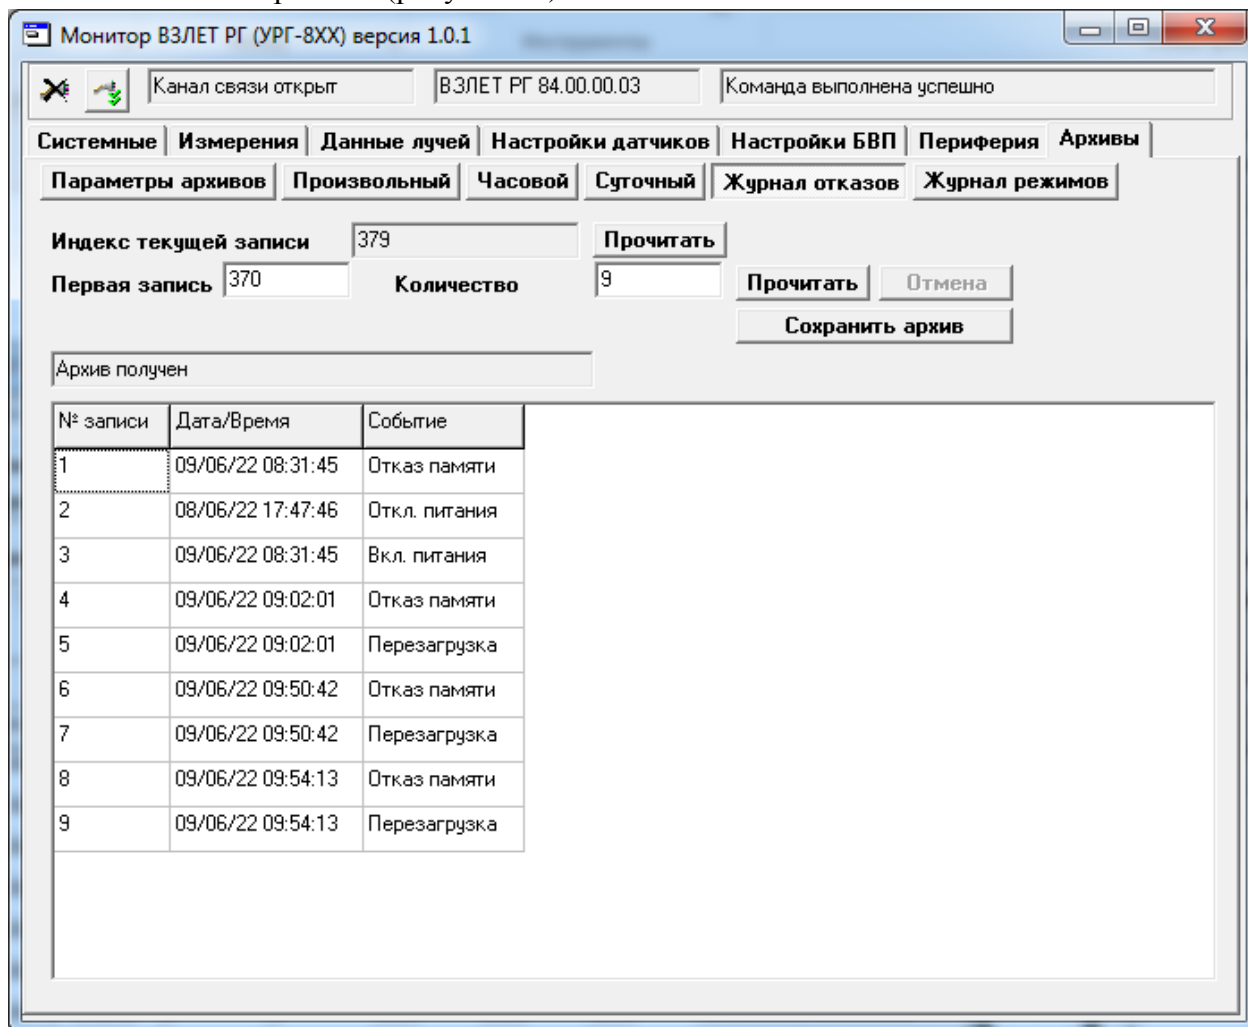 Монитор ВЗЛЕТ РГ (УРГ-8XX) версия 1.0.1
Канал связи открыт ВЗЛЕТ РГ 84.00.00.03 Команда выполнена успешно
Системные Измерения Данные лучей Настройки датчиков Настройки БВП Периферия Архивы
Параметры архивов Произвольный Часовой Суточный Журнал отказов Журнал режимов
Индекс текущей записи 379 Прочитать
Первая запись 370 Количество 9 Прочитать Отмена
Сохранить архив
Архив получен
№ записи Дата/Время Событие
1 09/06/22 08:31:45 Отказ памяти
2 08/06/22 17:47:46 Откл. питания
3 09/06/22 08:31:45 Вкл. питания
4 09/06/22 09:02:01 Отказ памяти
5 09/06/22 09:02:01 Перезагрузка
6 09/06/22 09:50:42 Отказ памяти
7 09/06/22 09:50:42 Перезагрузка
8 09/06/22 09:54:13 Отказ памяти
9 09/06/22 09:54:13 Перезагрузка